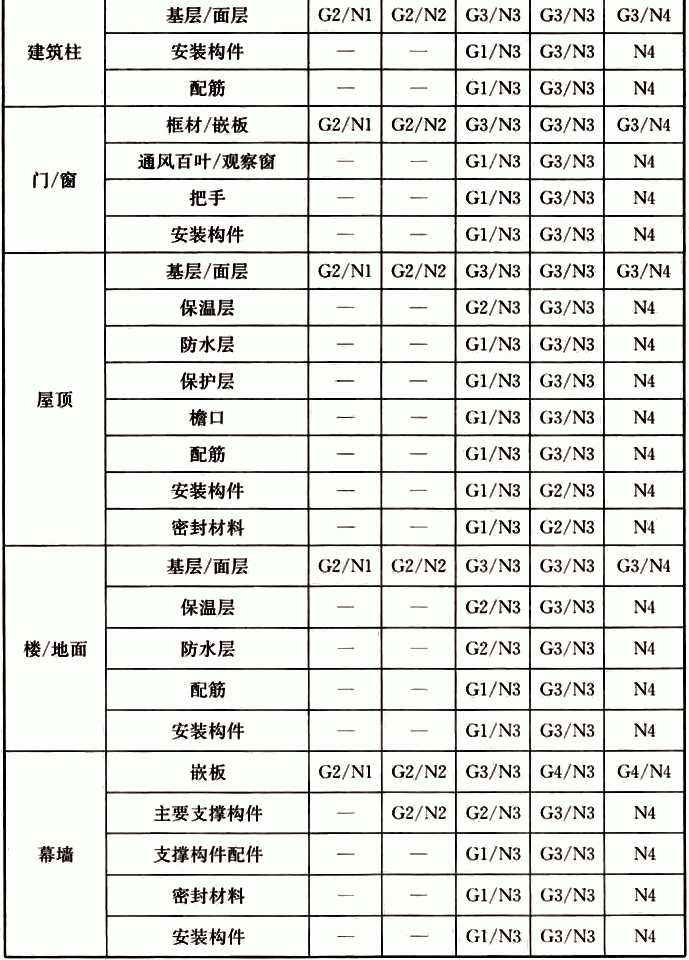 建筑柱
基层/面层 G2/N1 G2/N2 G3/N3 G3/N3 G3/N4
安装构件 — — G1/N3 G3/N3 N4
配筋 — — G1/N3 G3/N3 N4
门/窗
框材/嵌板 G2/N1 G2/N2 G3/N3 G3/N3 G3/N4
通风百叶/观察窗 — — G1/N3 G3/N3 N4
把手 — — G1/N3 G3/N3 N4
安装构件 — — G1/N3 G3/N3 N4
屋顶
基层/面层 G2/N1 G2/N2 G3/N3 G3/N3 G3/N4
保温层 — — G2/N3 G3/N3 N4
防水层 — — G1/N3 G3/N3 N4
保护层 — — G1/N3 G3/N3 N4
檐口 — — G1/N3 G3/N3 N4
配筋 — — G1/N3 G3/N3 N4
安装构件 — — G1/N3 G2/N3 N4
密封材料 — — G1/N3 G2/N3 N4
楼/地面
基层/面层 G2/N1 G2/N2 G3/N3 G3/N3 G3/N4
保温层 — — G2/N3 G3/N3 N4
防水层 — — G2/N3 G3/N3 N4
配筋 — — G1/N3 G3/N3 N4
安装构件 — — G1/N3 G3/N3 N4
幕墙
嵌板 G2/N1 G2/N2 G3/N3 G4/N3 G4/N4
主要支撑构件 — G2/N2 G2/N3 G3/N3 N4
支撑构件配件 — — G1/N3 G3/N3 N4
密封材料 — — G1/N3 G3/N3 N4
安装构件 — — G1/N3 G3/N3 N4